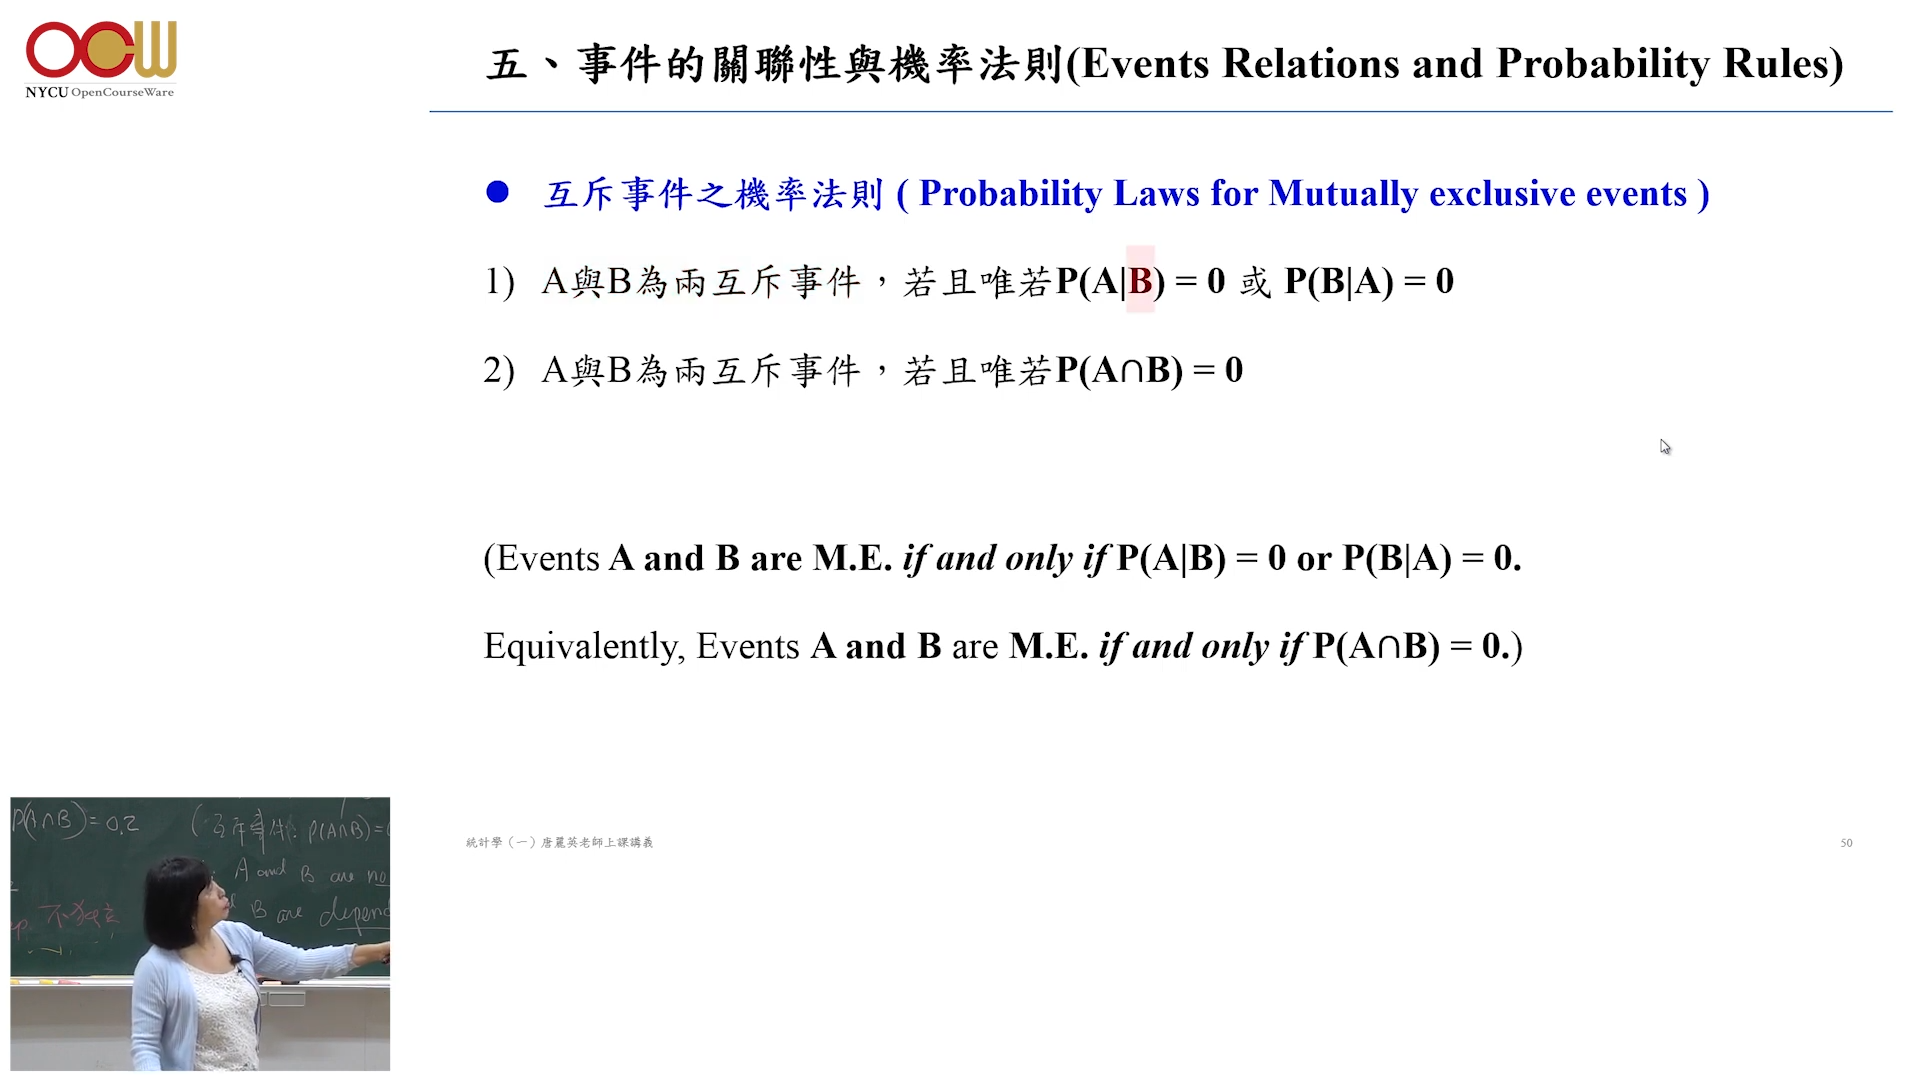 OCW
NYCU OpenCourseWare
五、事件的關聯性與機率法則(Events Relations and Probability Rules)
● 互斥事件之機率法則 ( Probability Laws for Mutually exclusive events )
1) A與B為兩互斥事件，若且唯若P(A|B) = 0 或 P(B|A) = 0
2) A與B為兩互斥事件，若且唯若P(A∩B) = 0
(Events A and B are M.E. if and only if P(A|B) = 0 or P(B|A) = 0.
Equivalently, Events A and B are M.E. if and only if P(A∩B) = 0.)
P(A∩B)=0.2
(互斥事件: P(A∩B)=
A and B are no
B are depend
不獨立
統計學（一）唐麗英老師上課講義
50